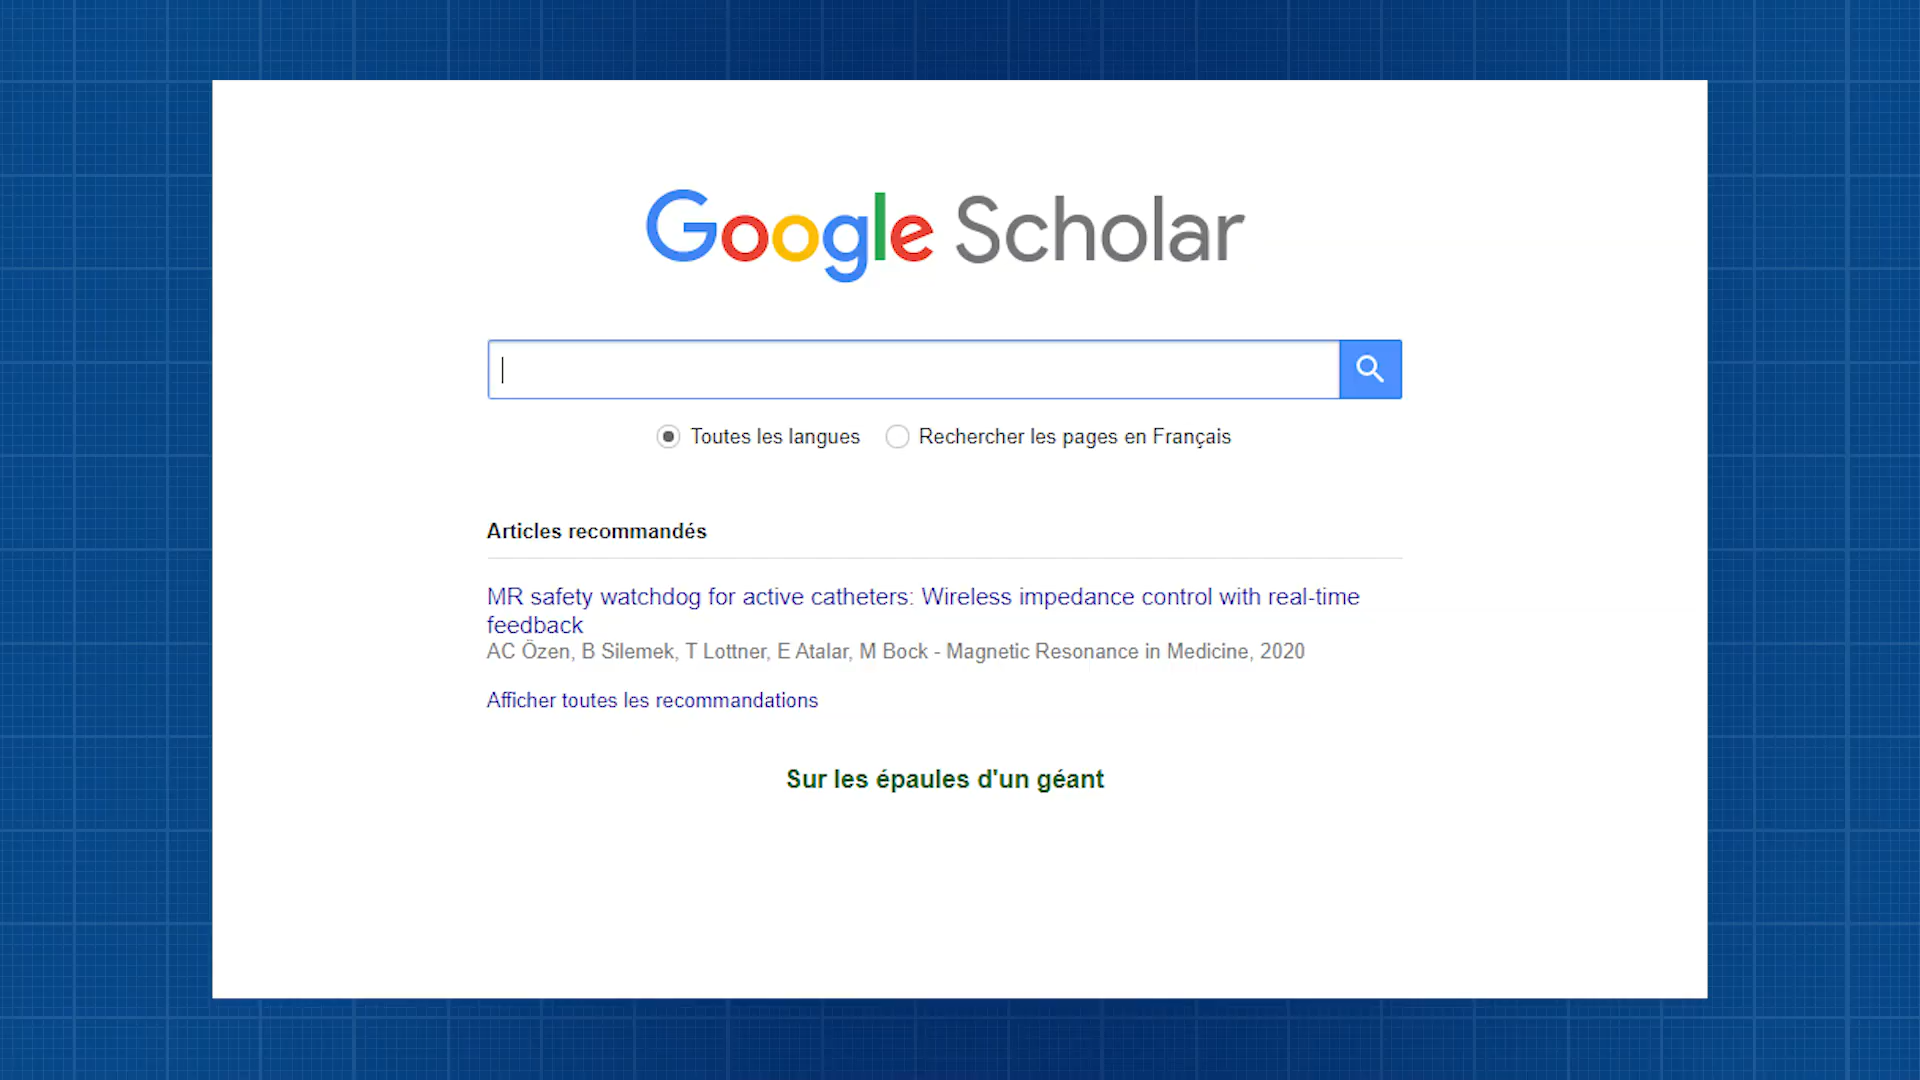 Google Scholar
Toutes les langues Rechercher les pages en Français
Articles recommandés
MR safety watchdog for active catheters: Wireless impedance control with real-time
feedback
AC Özen, B Silemek, T Lottner, E Atalar, M Bock - Magnetic Resonance in Medicine, 2020
Afficher toutes les recommandations
Sur les épaules d'un géant